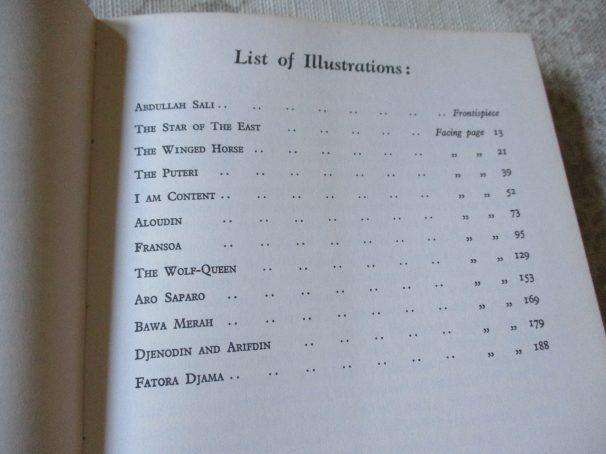 List of Illustrations:
ABDULLAH SALI .. .. .. .. .. .. .. .. Frontispiece
THE STAR OF THE EAST .. .. .. .. .. Facing page 13
THE WINGED HORSE .. .. .. .. .. .. „ „ 21
THE PUTERI .. .. .. .. .. .. .. „ „ 39
I AM CONTENT .. .. .. .. .. .. .. „ „ 52
ALOUDIN .. .. .. .. .. .. .. „ „ 73
FRANSOA .. .. .. .. .. .. .. „ „ 95
THE WOLF-QUEEN .. .. .. .. .. „ „ 129
ARO SAPARO .. .. .. .. .. .. „ „ 153
BAWA MERAH .. .. .. .. .. .. „ „ 169
DJENODIN AND ARIFDIN .. .. .. .. .. „ „ 179
FATORA DJAMA .. .. .. .. .. .. .. „ „ 188